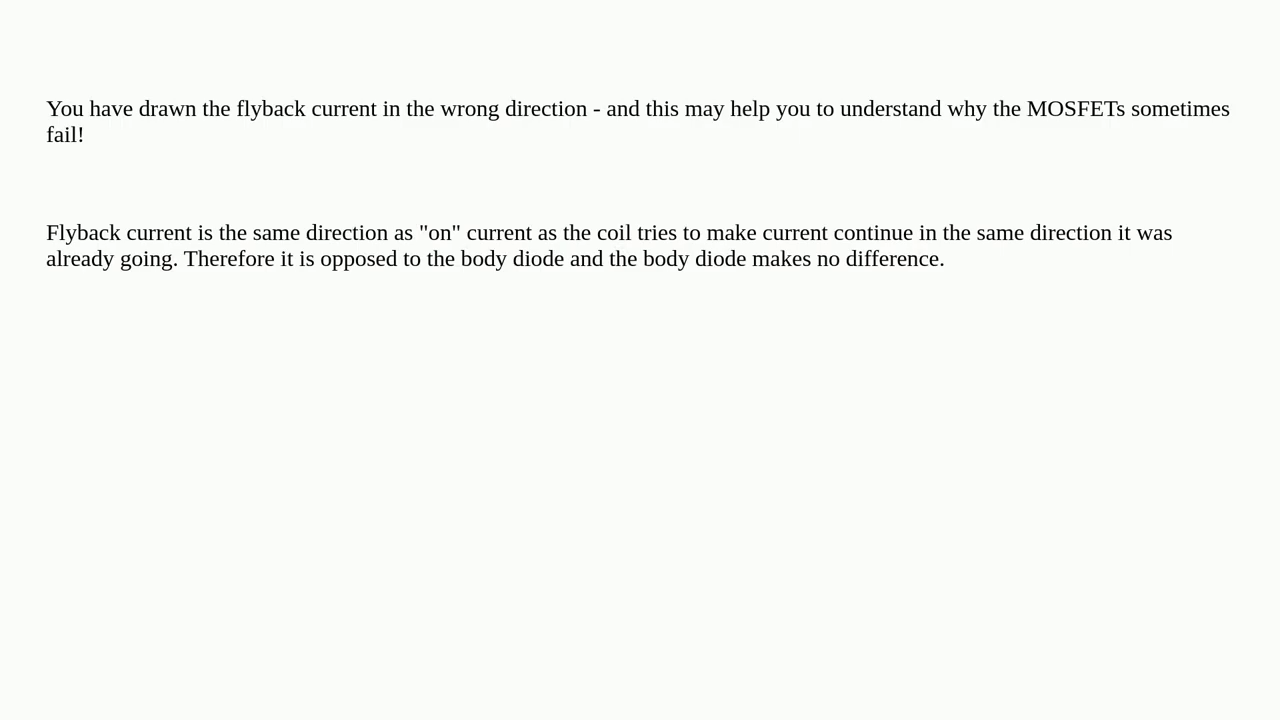 You have drawn the flyback current in the wrong direction - and this may help you to understand why the MOSFETs sometimes
fail!
Flyback current is the same direction as "on" current as the coil tries to make current continue in the same direction it was
already going. Therefore it is opposed to the body diode and the body diode makes no difference.